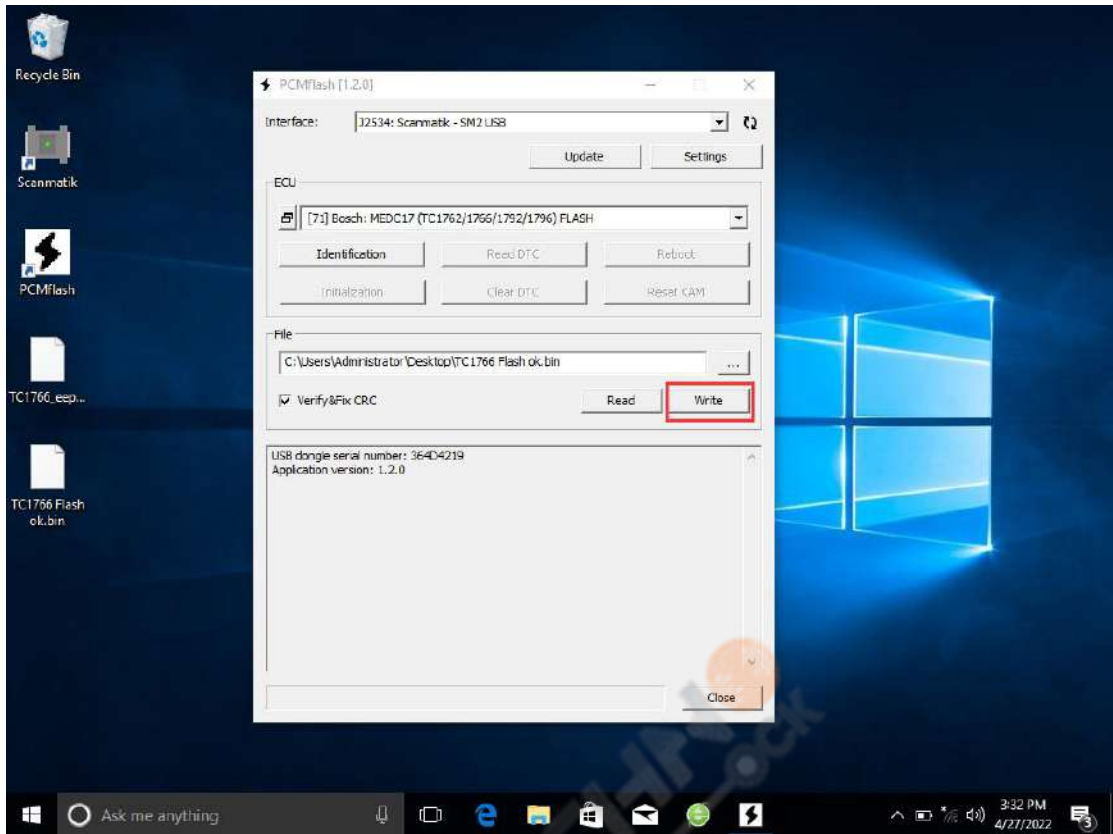 Recycle Bin
Scanmatik
PCMflash
TC1766_eep...
TC1766 Flash
ok.bin
PCMflash [1.2.0]
Interface:
J2534: Scanmatik - SM2 USB
Update
Settings
ECU
[71] Bosch: MEDC17 (TC1762/1766/1792/1796) FLASH
Identification
Read DTC
Reboot
Initialization
Clear DTC
Reset KAM
File
C:\Users\Administrator\Desktop\TC1766 Flash ok.bin
...
Verify&Fix CRC
Read
Write
USB dongle serial number: 364D4219
Application version: 1.2.0
Close
Ask me anything
3:32 PM
4/27/2022
3